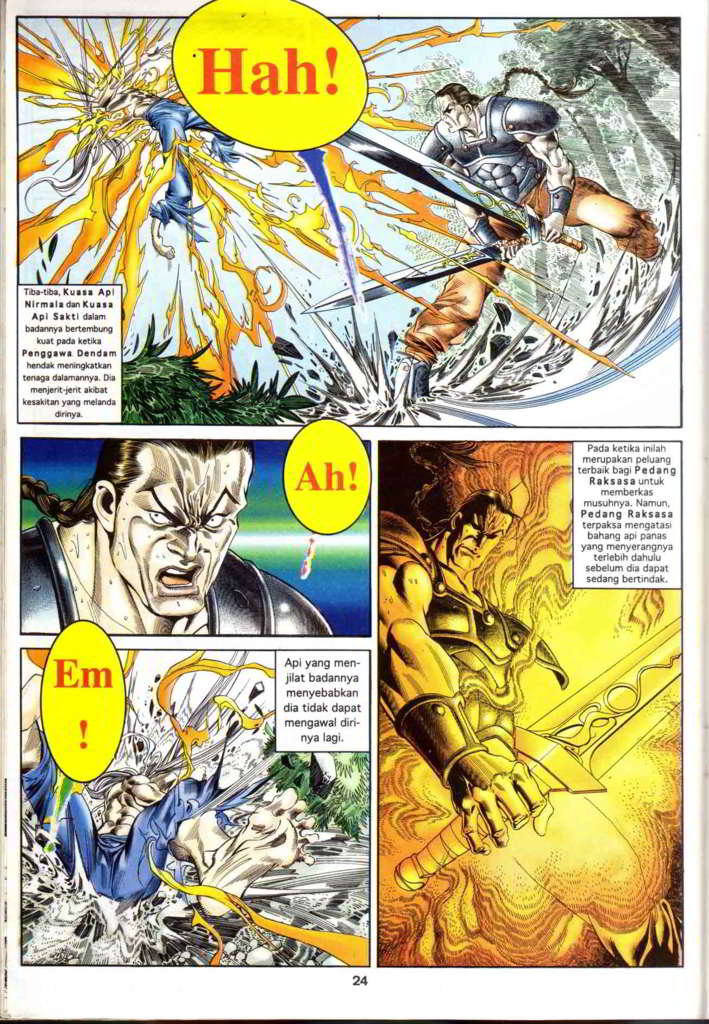 Hah!
Tiba-tiba, Kuasa Api
Nirmala dan Kuasa
Api Sakti dalam
badannya bertembung
kuat pada ketika
Penggawa Dendam
hendak meningkatkan
tenaga dalamannya. Dia
menjerit-jerit akibat
kesakitan yang melanda
dirinya.
Ah!
Pada ketika inilah
merupakan peluang
terbaik bagi Pedang
Raksasa untuk
memberkas
musuhnya. Namun,
Pedang Raksasa
terpaksa mengatasi
bahang api panas
yang menyerangnya
terlebih dahulu
sebelum dia dapat
sedang bertindak.
Em
!
Api yang men-
jilat badannya
menyebabkan
dia tidak dapat
mengawal diri-
nya lagi.
24